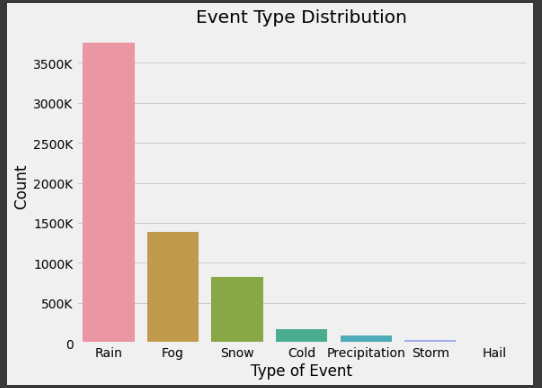 Event Type Distribution
3500K
3000K
2500K
2000K
1500K
1000K
500K
0
Count
Rain Fog Snow Cold Precipitation Storm Hail
Type of Event